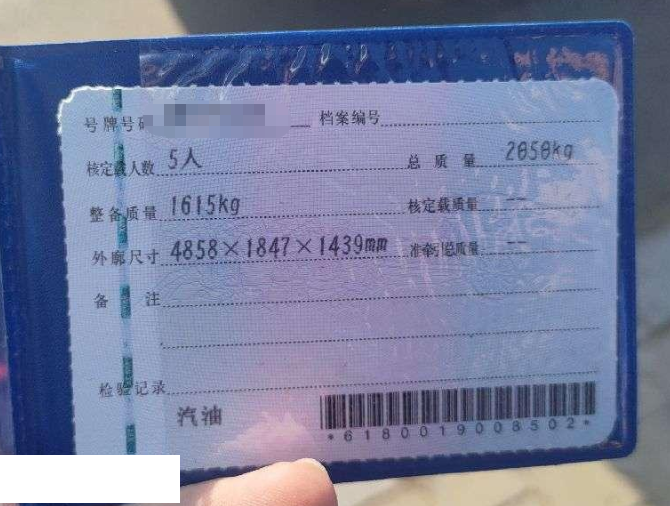 号牌号码 档案编号
核定载人数 5人 总质量 2050kg
整备质量 1615kg 核定载质量 --
外廓尺寸 4858×1847×1439mm 准牵引总质量 --
备注
检验记录
汽油
*6180019008502*